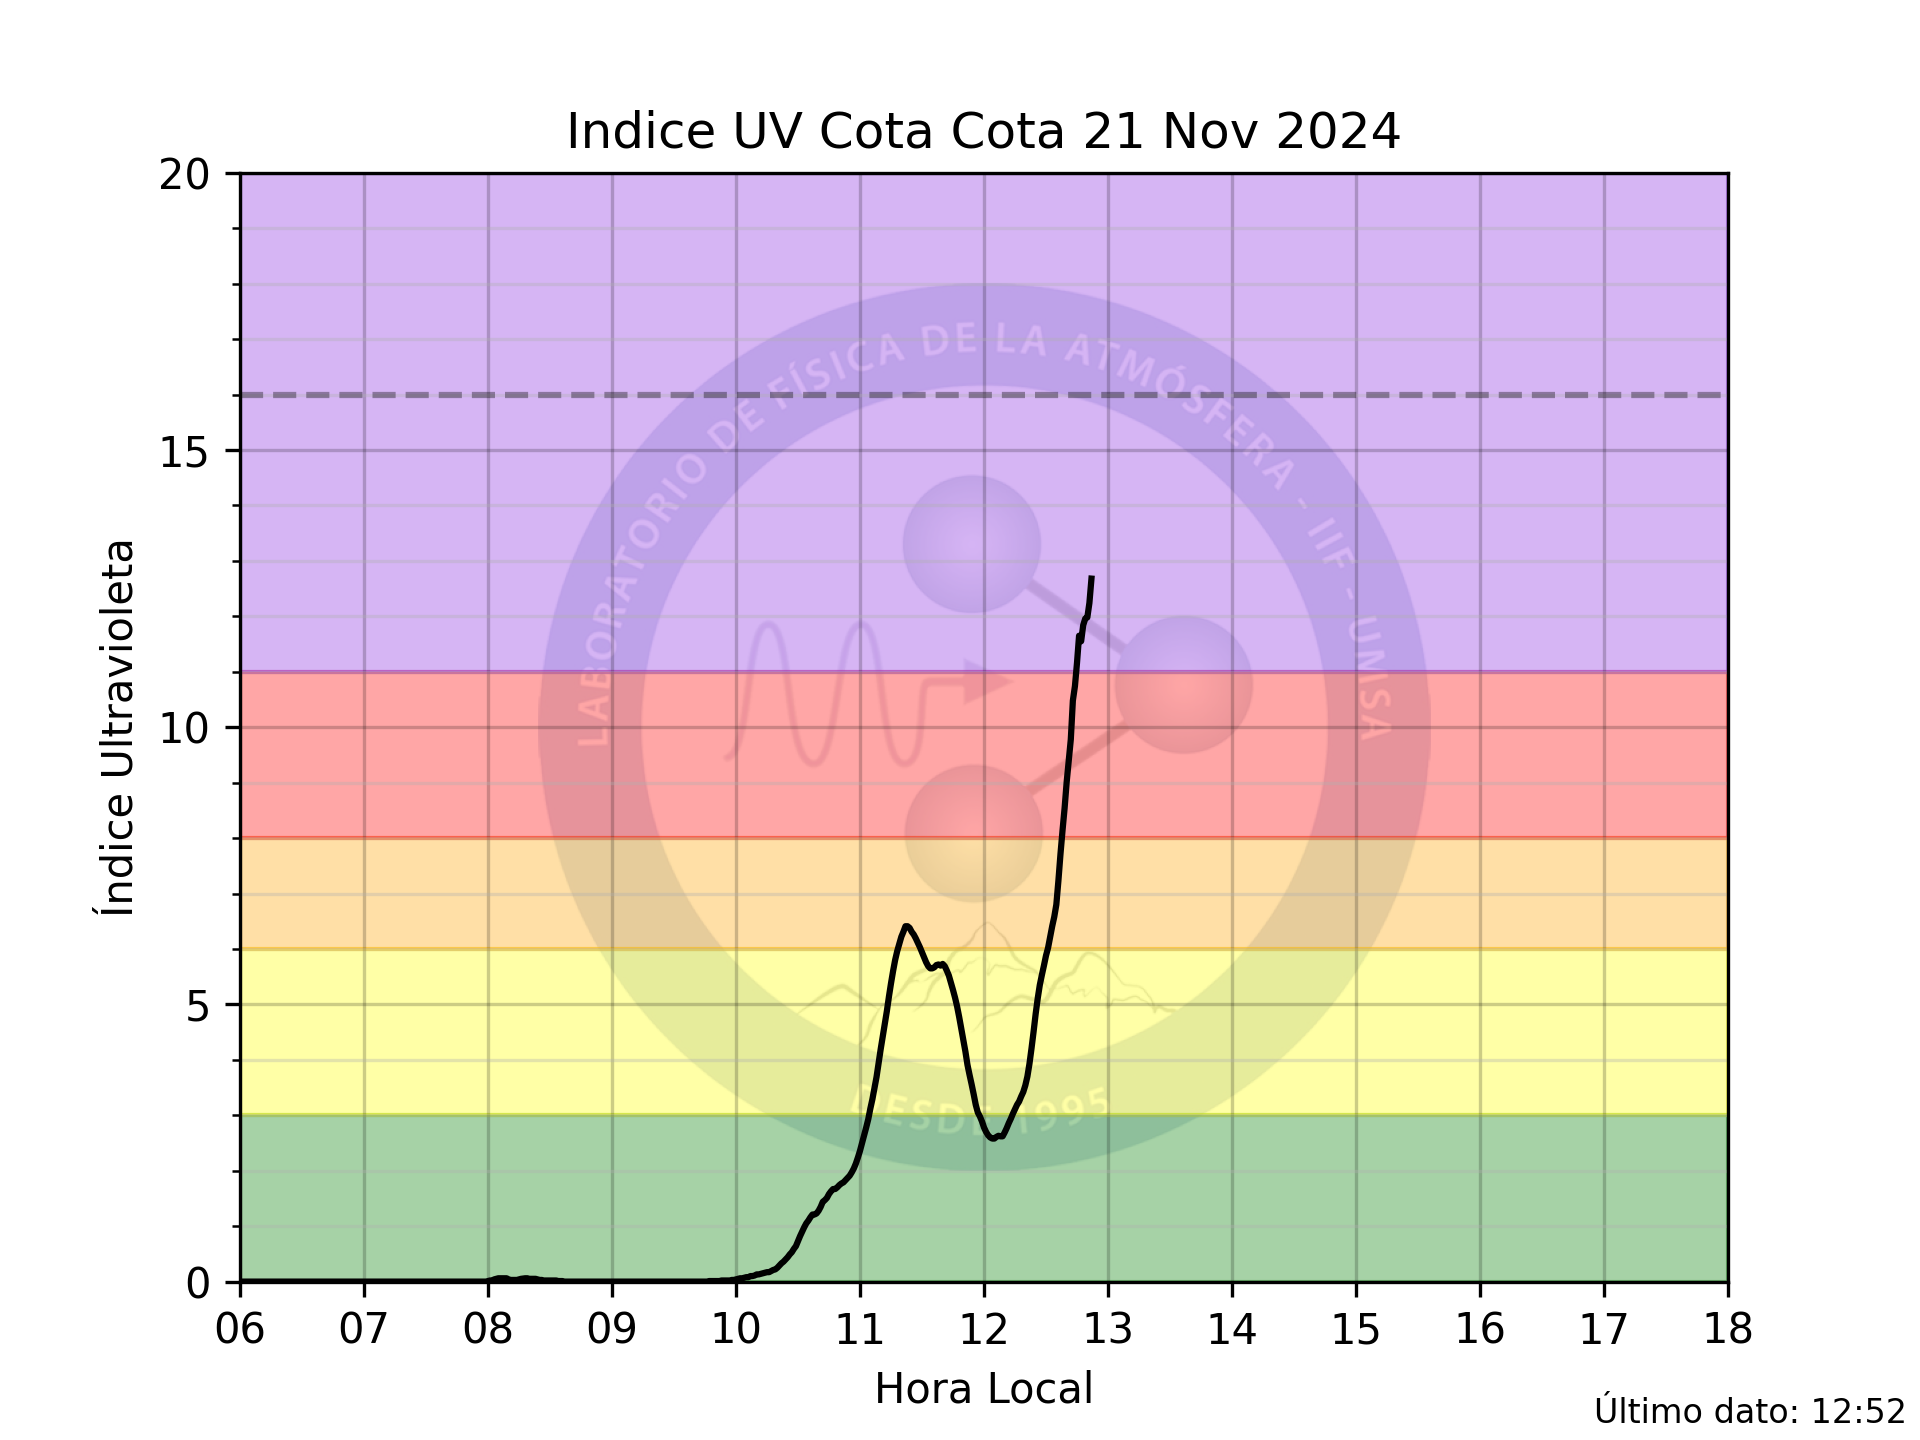 Indice UV Cota Cota 21 Nov 2024
20
15
10
5
0
Índice Ultravioleta
LABORATORIO DE FÍSICA DE LA ATMÓSFERA - IIF - UMSA
DESDE 1995
06 07 08 09 10 11 12 13 14 15 16 17 18
Hora Local
Último dato: 12:52